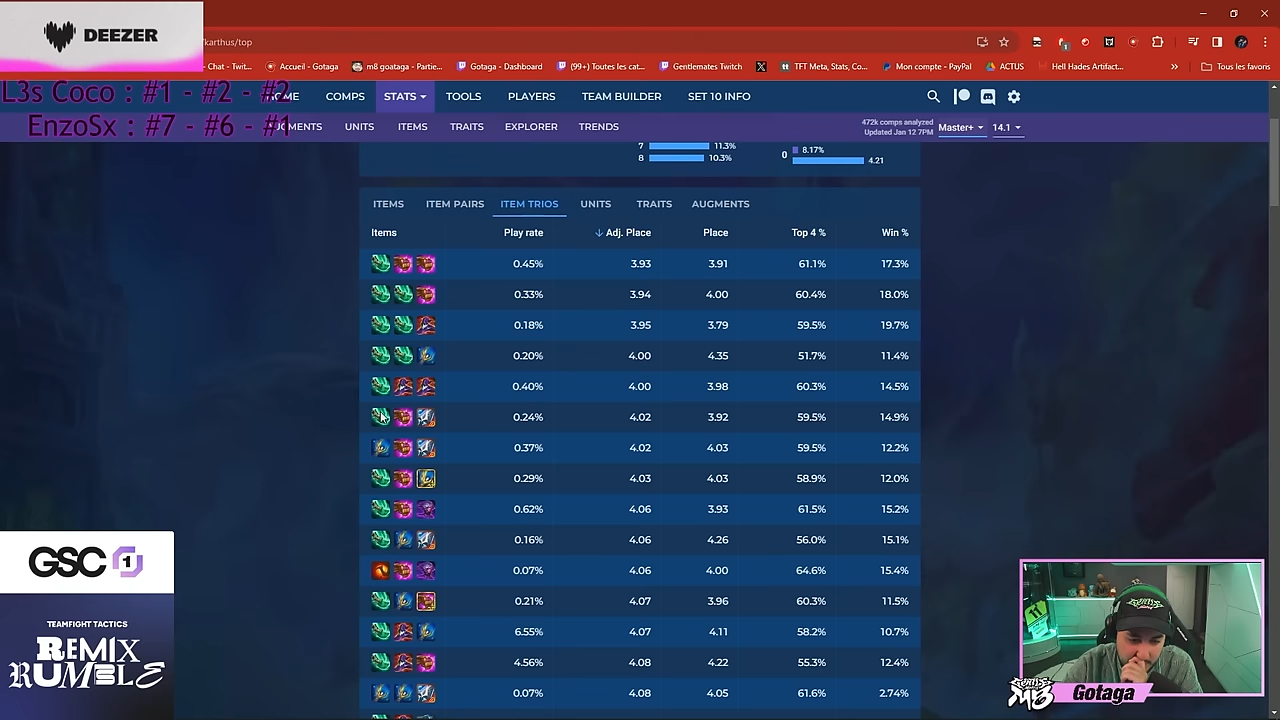 DEEZER
/karthus/top
- Chat - Twit...
Accueil - Gotaga
m8 goataga - Partie...
Gotaga - Dashboard
(99+) Toutes les cat...
Gentlemates Twitch
TFT Meta, Stats, Co...
Mon compte - PayPal
ACTUS
Hell Hades Artifact...
»
Tous les favoris
L3s Coco : #1 - #2 - #2
EnzoSx : #7 - #6 - #1
OME
COMPS
STATS
TOOLS
PLAYERS
TEAM BUILDER
SET 10 INFO
UGMENTS
UNITS
ITEMS
TRAITS
EXPLORER
TRENDS
472k comps analyzed
Updated Jan 12 7PM
Master+
14.1
7 11.3%
8 10.3%
0 8.17%
4.21
ITEMS ITEM PAIRS ITEM TRIOS UNITS TRAITS AUGMENTS
Items Play rate Adj. Place Place Top 4 % Win %
0.45% 3.93 3.91 61.1% 17.3%
0.33% 3.94 4.00 60.4% 18.0%
0.18% 3.95 3.79 59.5% 19.7%
0.20% 4.00 4.35 51.7% 11.4%
0.40% 4.00 3.98 60.3% 14.5%
0.24% 4.02 3.92 59.5% 14.9%
0.37% 4.02 4.03 59.5% 12.2%
0.29% 4.03 4.03 58.9% 12.0%
0.62% 4.06 3.93 61.5% 15.2%
0.16% 4.06 4.26 56.0% 15.1%
0.07% 4.06 4.00 64.6% 15.4%
0.21% 4.07 3.96 60.3% 11.5%
6.55% 4.07 4.11 58.2% 10.7%
4.56% 4.08 4.22 55.3% 12.4%
0.07% 4.08 4.05 61.6% 2.74%
GSC 1
TEAMFIGHT TACTICS
REMIX
RUMBLE
GENTLE
M8
Gotaga